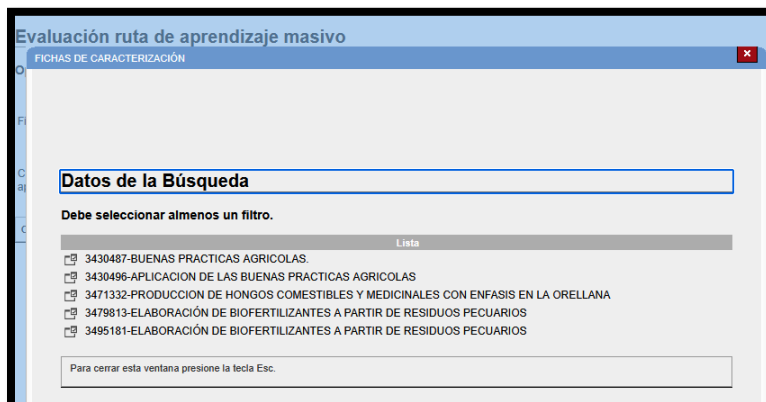 Evaluación ruta de aprendizaje masivo
FICHAS DE CARACTERIZACIÓN
Datos de la Búsqueda
Debe seleccionar almenos un filtro.
Lista
3430487-BUENAS PRACTICAS AGRICOLAS.
3430496-APLICACION DE LAS BUENAS PRACTICAS AGRICOLAS
3471332-PRODUCCION DE HONGOS COMESTIBLES Y MEDICINALES CON ENFASIS EN LA ORELLANA
3479813-ELABORACIÓN DE BIOFERTILIZANTES A PARTIR DE RESIDUOS PECUARIOS
3495181-ELABORACIÓN DE BIOFERTILIZANTES A PARTIR DE RESIDUOS PECUARIOS
Para cerrar esta ventana presione la tecla Esc.